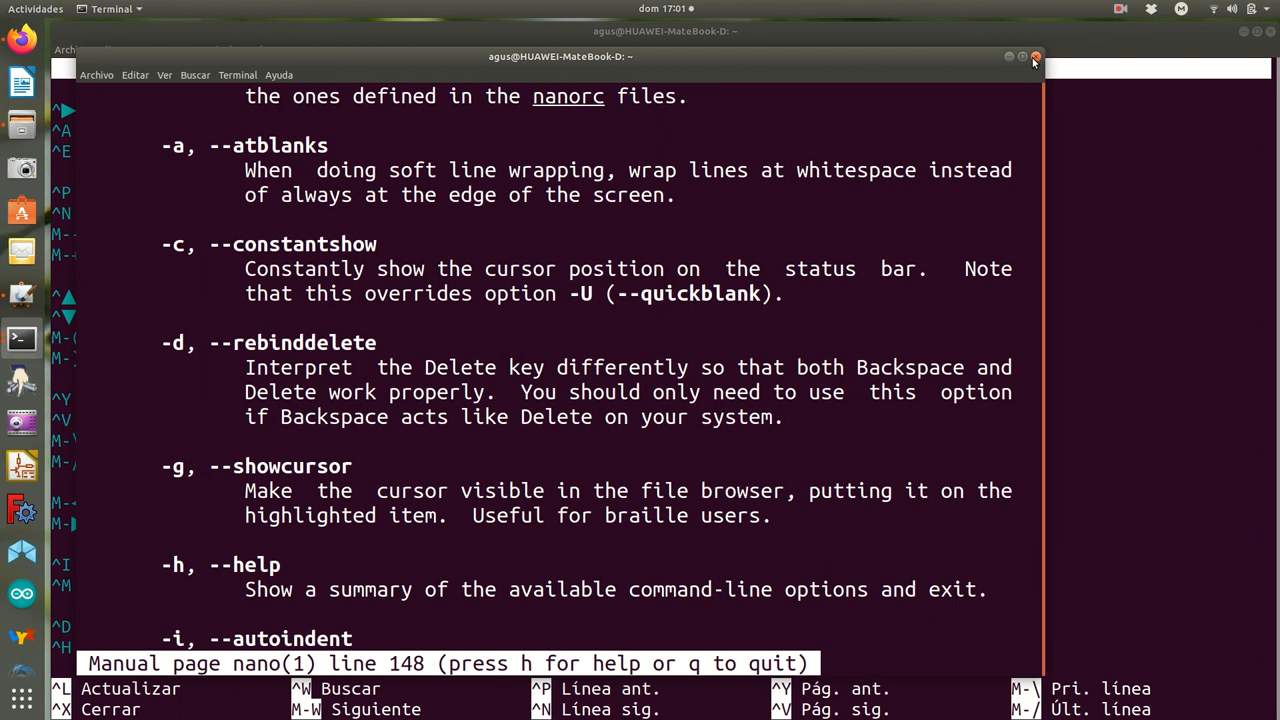 Actividades Terminal dom 17:01
agus@HUAWEI-MateBook-D: ~
agus@HUAWEI-MateBook-D: ~
Archivo Editar Ver Buscar Terminal Ayuda
the ones defined in the nanorc files.
-a, --atblanks
When doing soft line wrapping, wrap lines at whitespace instead
of always at the edge of the screen.
-c, --constantshow
Constantly show the cursor position on the status bar. Note
that this overrides option -U (--quickblank).
-d, --rebinddelete
Interpret the Delete key differently so that both Backspace and
Delete work properly. You should only need to use this option
if Backspace acts like Delete on your system.
-g, --showcursor
Make the cursor visible in the file browser, putting it on the
highlighted item. Useful for braille users.
-h, --help
Show a summary of the available command-line options and exit.
-i, --autoindent
Manual page nano(1) line 148 (press h for help or q to quit)
^▶
^A
^E
^P
^N
^▲
^▼
^Y
^V
^I
^M
^D
^H
^L Actualizar ^W Buscar ^P Línea ant. ^Y Pág. ant. M-\ Pri. línea
^X Cerrar M-W Siguiente ^N Línea sig. ^V Pág. sig. M-/ Últ. línea